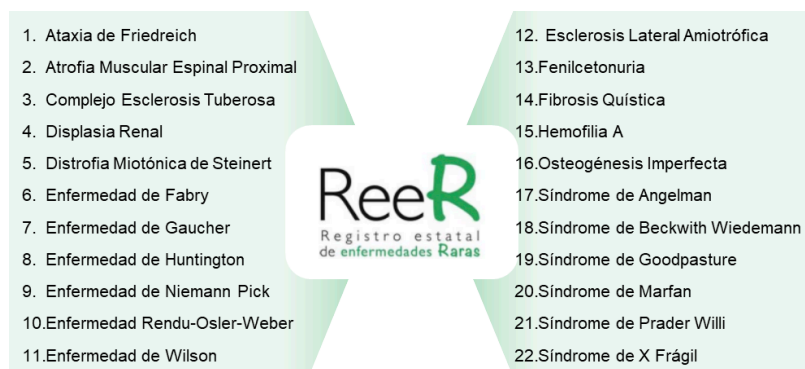 1. Ataxia de Friedreich
2. Atrofia Muscular Espinal Proximal
3. Complejo Esclerosis Tuberosa
4. Displasia Renal
5. Distrofia Miotónica de Steinert
6. Enfermedad de Fabry
7. Enfermedad de Gaucher
8. Enfermedad de Huntington
9. Enfermedad de Niemann Pick
10.Enfermedad Rendu-Osler-Weber
11.Enfermedad de Wilson
ReeR
Registro estatal
de enfermedades Raras
12. Esclerosis Lateral Amiotrófica
13.Fenilcetonuria
14.Fibrosis Quística
15.Hemofilia A
16.Osteogénesis Imperfecta
17.Síndrome de Angelman
18.Síndrome de Beckwith Wiedemann
19.Síndrome de Goodpasture
20.Síndrome de Marfan
21.Síndrome de Prader Willi
22.Síndrome de X Frágil